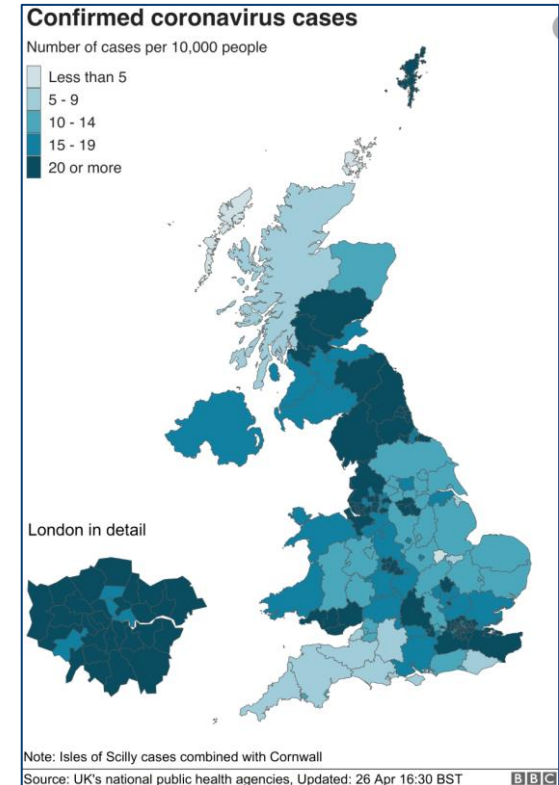 Confirmed coronavirus cases
Number of cases per 10,000 people
Less than 5
5 - 9
10 - 14
15 - 19
20 or more
London in detail
Note: Isles of Scilly cases combined with Cornwall
Source: UK's national public health agencies, Updated: 26 Apr 16:30 BST
BBC